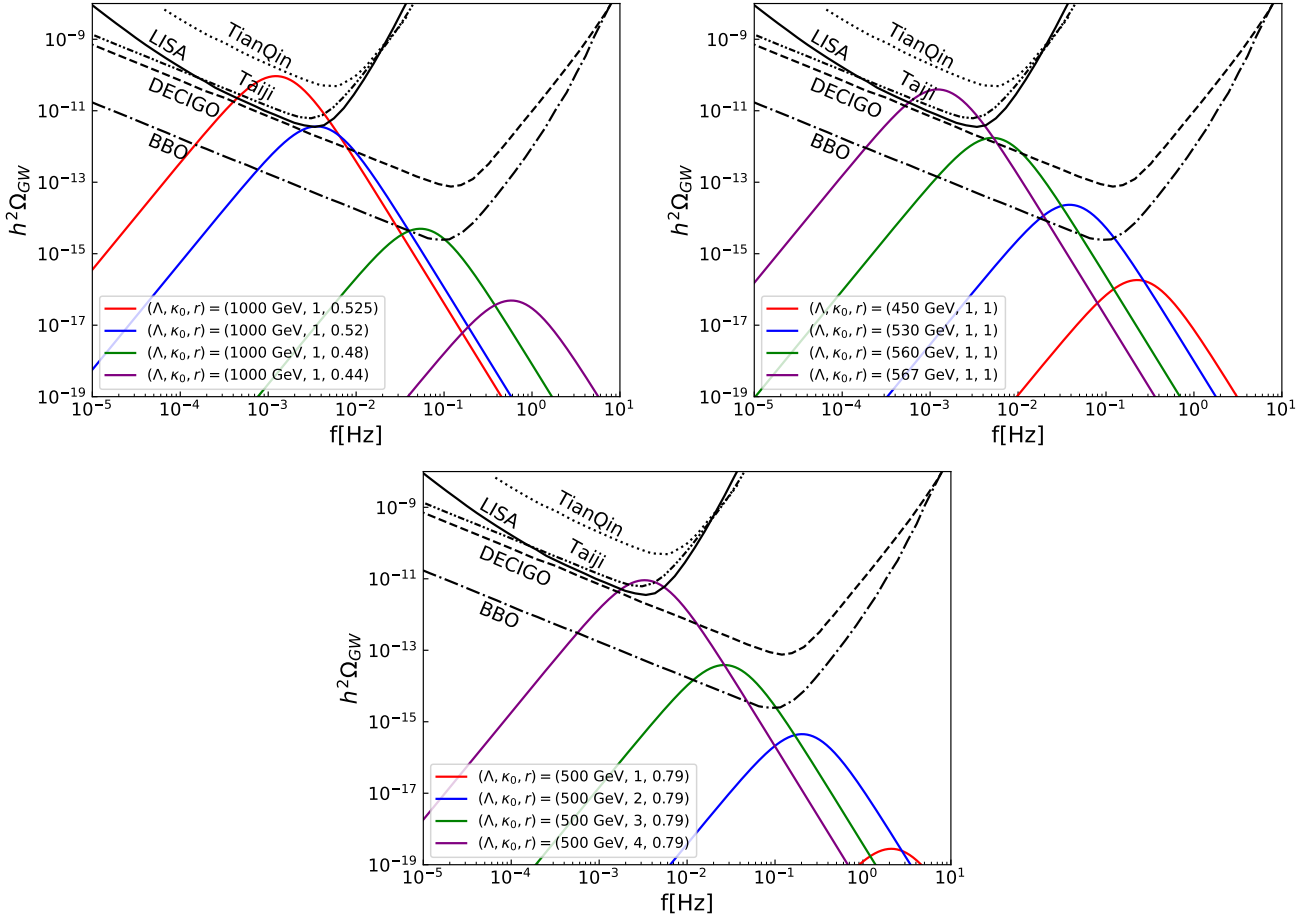 10⁻⁹
10⁻¹¹
10⁻¹³
10⁻¹⁵
10⁻¹⁷
10⁻¹⁹
h²Ω_GW
TianQin
LISA
Taiji
DECIGO
BBO
(Λ, κ₀, r) = (1000 GeV, 1, 0.525)
(Λ, κ₀, r) = (1000 GeV, 1, 0.52)
(Λ, κ₀, r) = (1000 GeV, 1, 0.48)
(Λ, κ₀, r) = (1000 GeV, 1, 0.44)
10⁻⁵ 10⁻⁴ 10⁻³ 10⁻² 10⁻¹ 10⁰ 10¹
f[Hz]
10⁻⁹
10⁻¹¹
10⁻¹³
10⁻¹⁵
10⁻¹⁷
10⁻¹⁹
h²Ω_GW
TianQin
LISA
Taiji
DECIGO
BBO
(Λ, κ₀, r) = (450 GeV, 1, 1)
(Λ, κ₀, r) = (530 GeV, 1, 1)
(Λ, κ₀, r) = (560 GeV, 1, 1)
(Λ, κ₀, r) = (567 GeV, 1, 1)
10⁻⁵ 10⁻⁴ 10⁻³ 10⁻² 10⁻¹ 10⁰ 10¹
f[Hz]
10⁻⁹
10⁻¹¹
10⁻¹³
10⁻¹⁵
10⁻¹⁷
10⁻¹⁹
h²Ω_GW
TianQin
LISA
Taiji
DECIGO
BBO
(Λ, κ₀, r) = (500 GeV, 1, 0.79)
(Λ, κ₀, r) = (500 GeV, 2, 0.79)
(Λ, κ₀, r) = (500 GeV, 3, 0.79)
(Λ, κ₀, r) = (500 GeV, 4, 0.79)
10⁻⁵ 10⁻⁴ 10⁻³ 10⁻² 10⁻¹ 10⁰ 10¹
f[Hz]